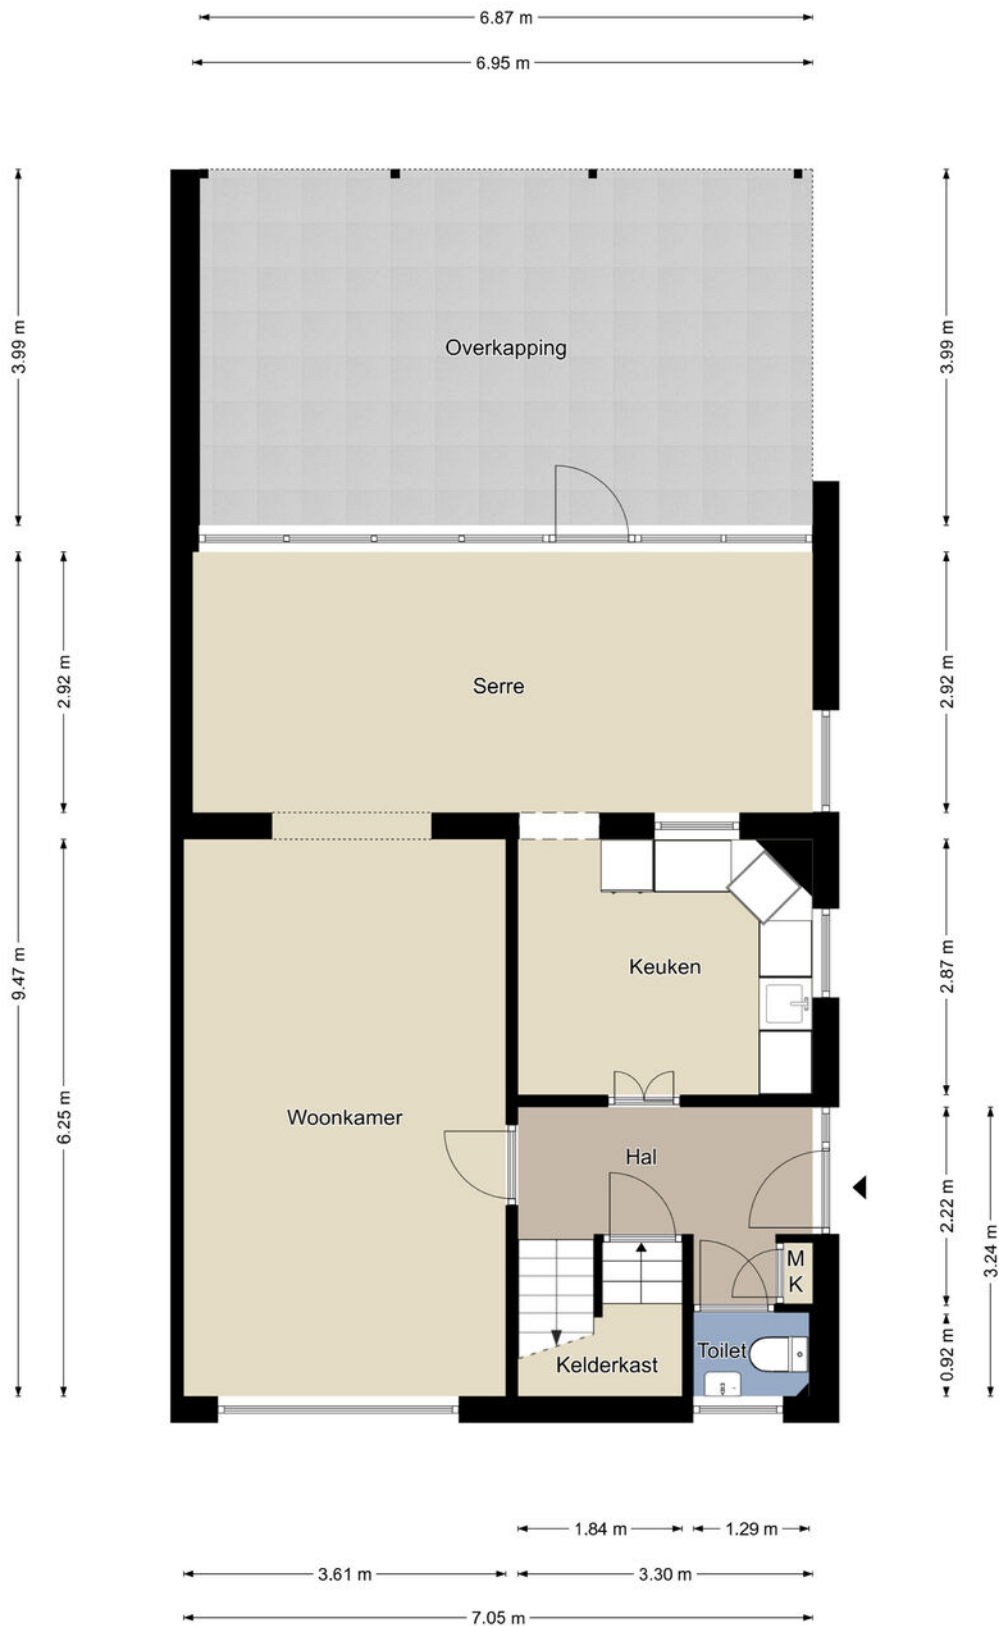 6.87 m
6.95 m
3.99 m
3.99 m
Overkapping
2.92 m
Serre
2.92 m
9.47 m
6.25 m
Keuken
2.87 m
Woonkamer
Hal
2.22 m
3.24 m
M
K
Toilet
Kelderkast
0.92 m
1.84 m
1.29 m
3.61 m
3.30 m
7.05 m